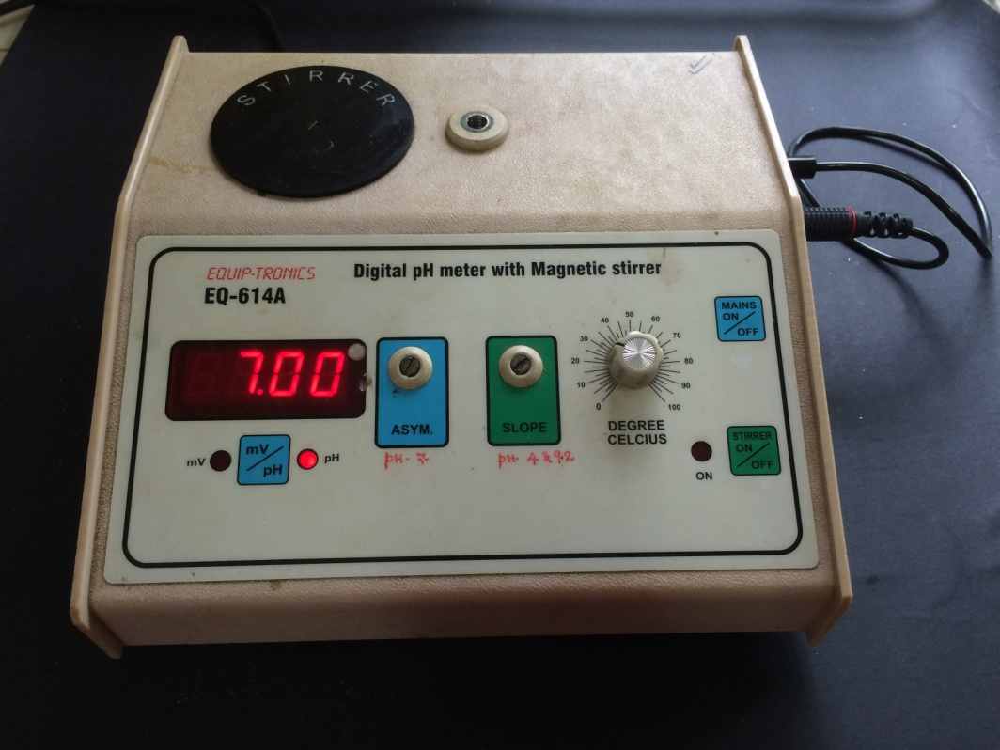 STIRRER
EQUIP-TRONICS
Digital pH meter with Magnetic stirrer
EQ-614A
MAINS
ON
OFF
7.00
ASYM.
SLOPE
0
10
20
30
40
50
60
70
80
90
100
DEGREE
CELCIUS
mV
mV
pH
pH
pH. 7
pH. 4 & 9.2
ON
STIRRER
ON
OFF